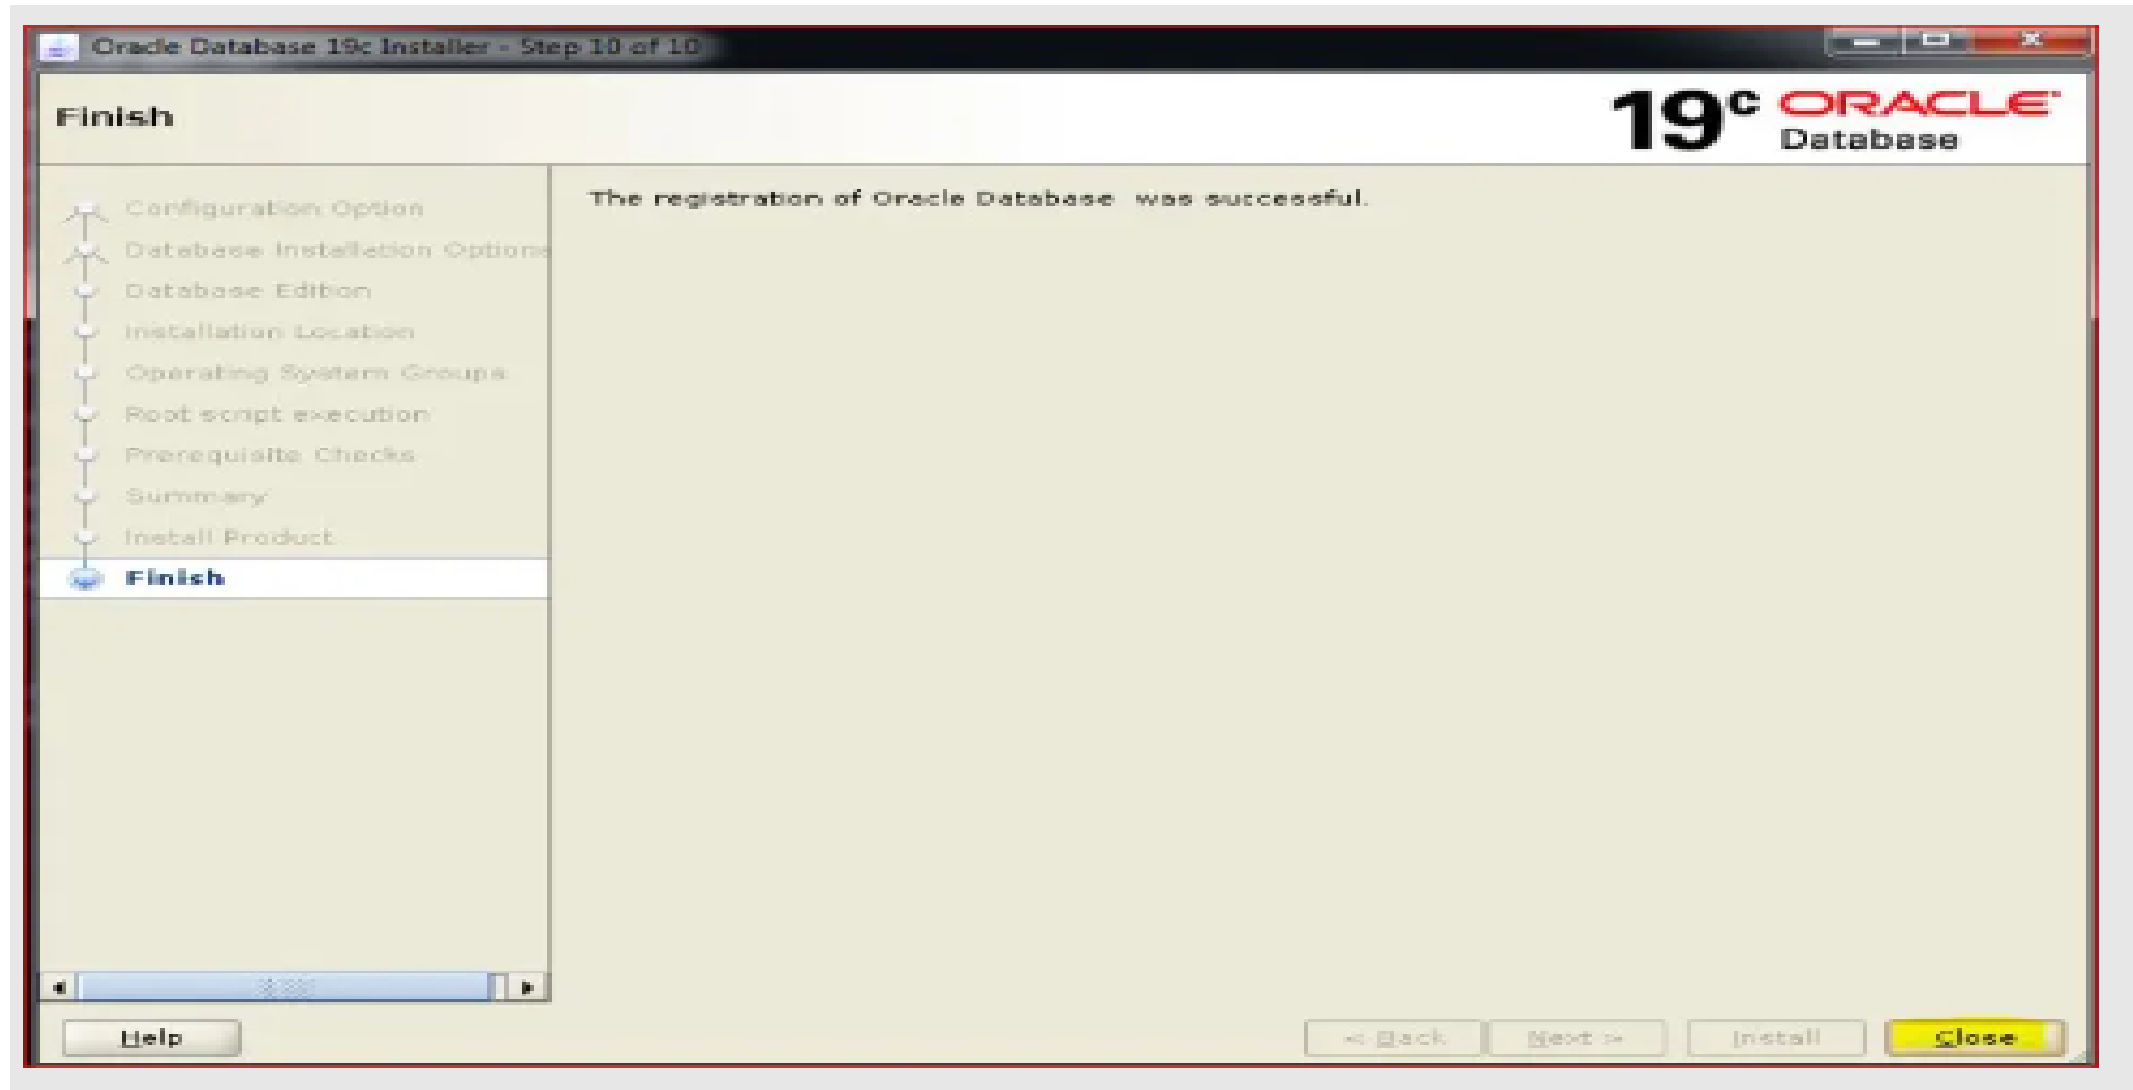 Oracle Database 19c Installer - Step 10 of 10
Finish
19c ORACLE
Database
Configuration Option
Database Installation Options
Database Edition
Installation Location
Operating System Groups
Root script execution
Prerequisite Checks
Summary
Install Product
Finish
The registration of Oracle Database was successful.
Help
< Back
Next >
Install
Close